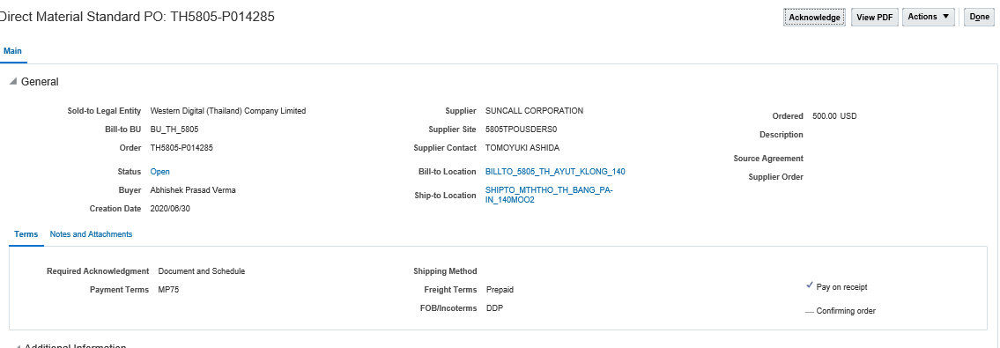 Direct Material Standard PO: TH5805-P014285
Acknowledge View PDF Actions Done
Main
General
Sold-to Legal Entity Western Digital (Thailand) Company Limited
Bill-to BU BU_TH_5805
Order TH5805-P014285
Status Open
Buyer Abhishek Prasad Verma
Creation Date 2020/06/30
Supplier SUNCALL CORPORATION
Supplier Site 5805TPOUSDERS0
Supplier Contact TOMOYUKI ASHIDA
Bill-to Location BILLTO_5805_TH_AYUT_KLONG_140
Ship-to Location SHIPTO_MTHTHO_TH_BANG_PA-
IN_140MOO2
Ordered 500.00 USD
Description
Source Agreement
Supplier Order
Terms Notes and Attachments
Required Acknowledgment Document and Schedule
Payment Terms MP75
Shipping Method
Freight Terms Prepaid
FOB/Incoterms DDP
Pay on receipt
Confirming order
Additional Information